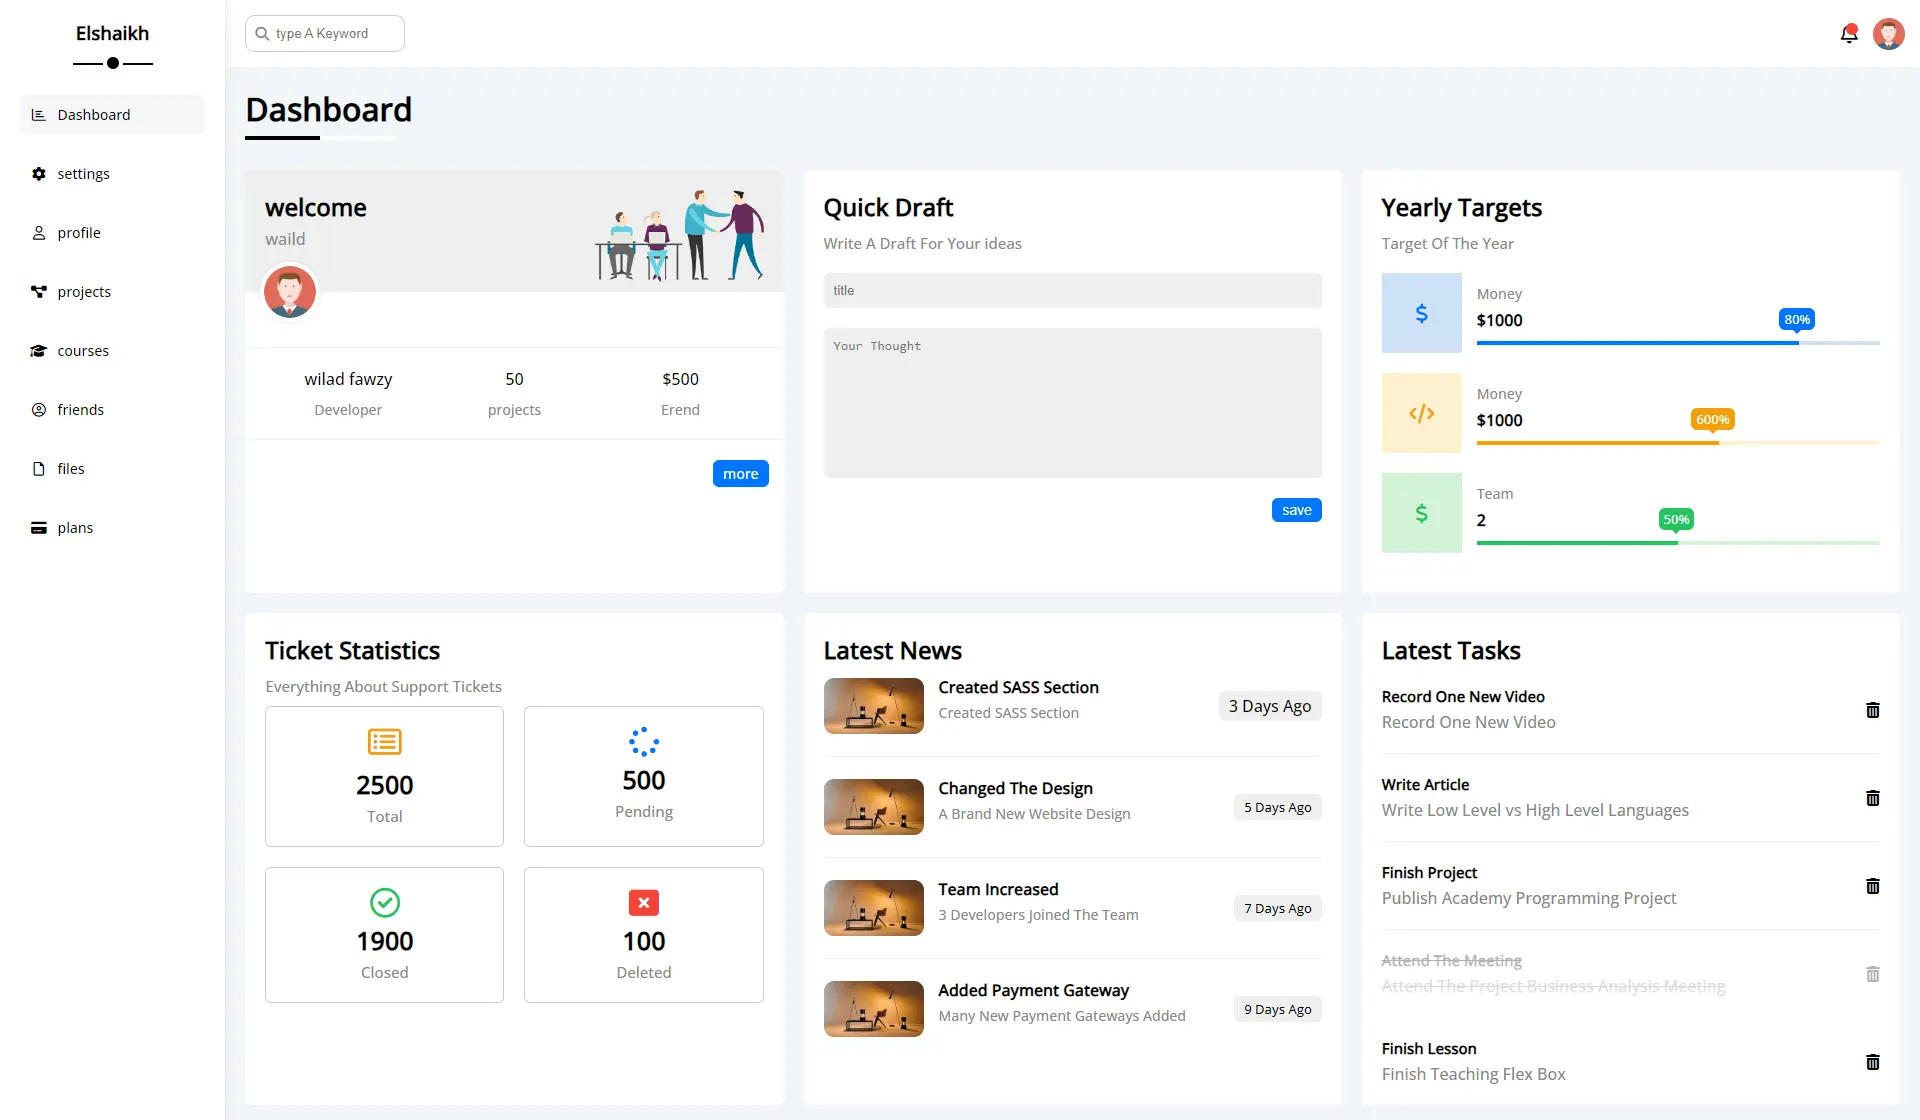 Elshaikh
type A Keyword
Dashboard
settings
profile
projects
courses
friends
files
plans
Dashboard
welcome
waild
wilad fawzy
Developer
50
projects
$500
Erend
more
Quick Draft
Write A Draft For Your ideas
title
Your Thought
save
Yearly Targets
Target Of The Year
Money
$1000
80%
Money
$1000
600%
Team
2
50%
Ticket Statistics
Everything About Support Tickets
2500
Total
500
Pending
1900
Closed
100
Deleted
Latest News
Created SASS Section
Created SASS Section
3 Days Ago
Changed The Design
A Brand New Website Design
5 Days Ago
Team Increased
3 Developers Joined The Team
7 Days Ago
Added Payment Gateway
Many New Payment Gateways Added
9 Days Ago
Latest Tasks
Record One New Video
Record One New Video
Write Article
Write Low Level vs High Level Languages
Finish Project
Publish Academy Programming Project
Attend The Meeting
Attend The Project Business Analysis Meeting
Finish Lesson
Finish Teaching Flex Box